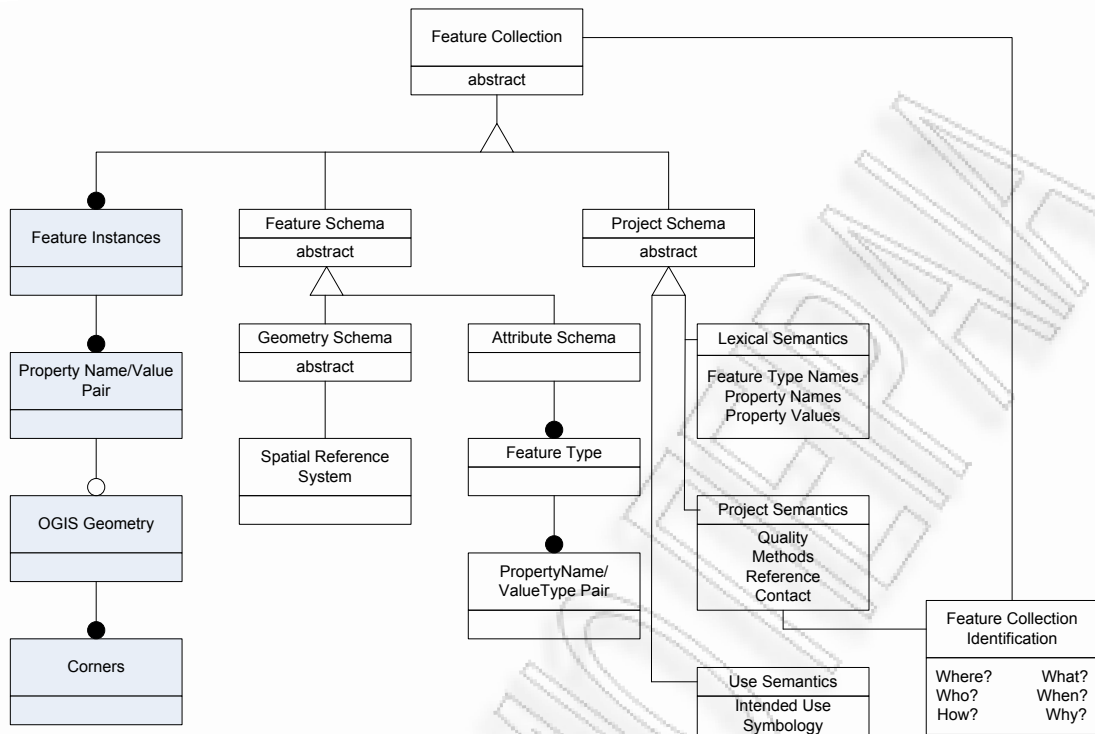 Feature Collection
abstract
Feature Instances
Feature Schema
abstract
Project Schema
abstract
Property Name/Value
Pair
Geometry Schema
abstract
Attribute Schema
Lexical Semantics
Feature Type Names
Property Names
Property Values
Spatial Reference
System
Feature Type
OGIS Geometry
Project Semantics
Quality
Methods
Reference
Contact
PropertyName/
ValueType Pair
Corners
Use Semantics
Intended Use
Symbology
Feature Collection
Identification
Where? What?
Who? When?
How? Why?